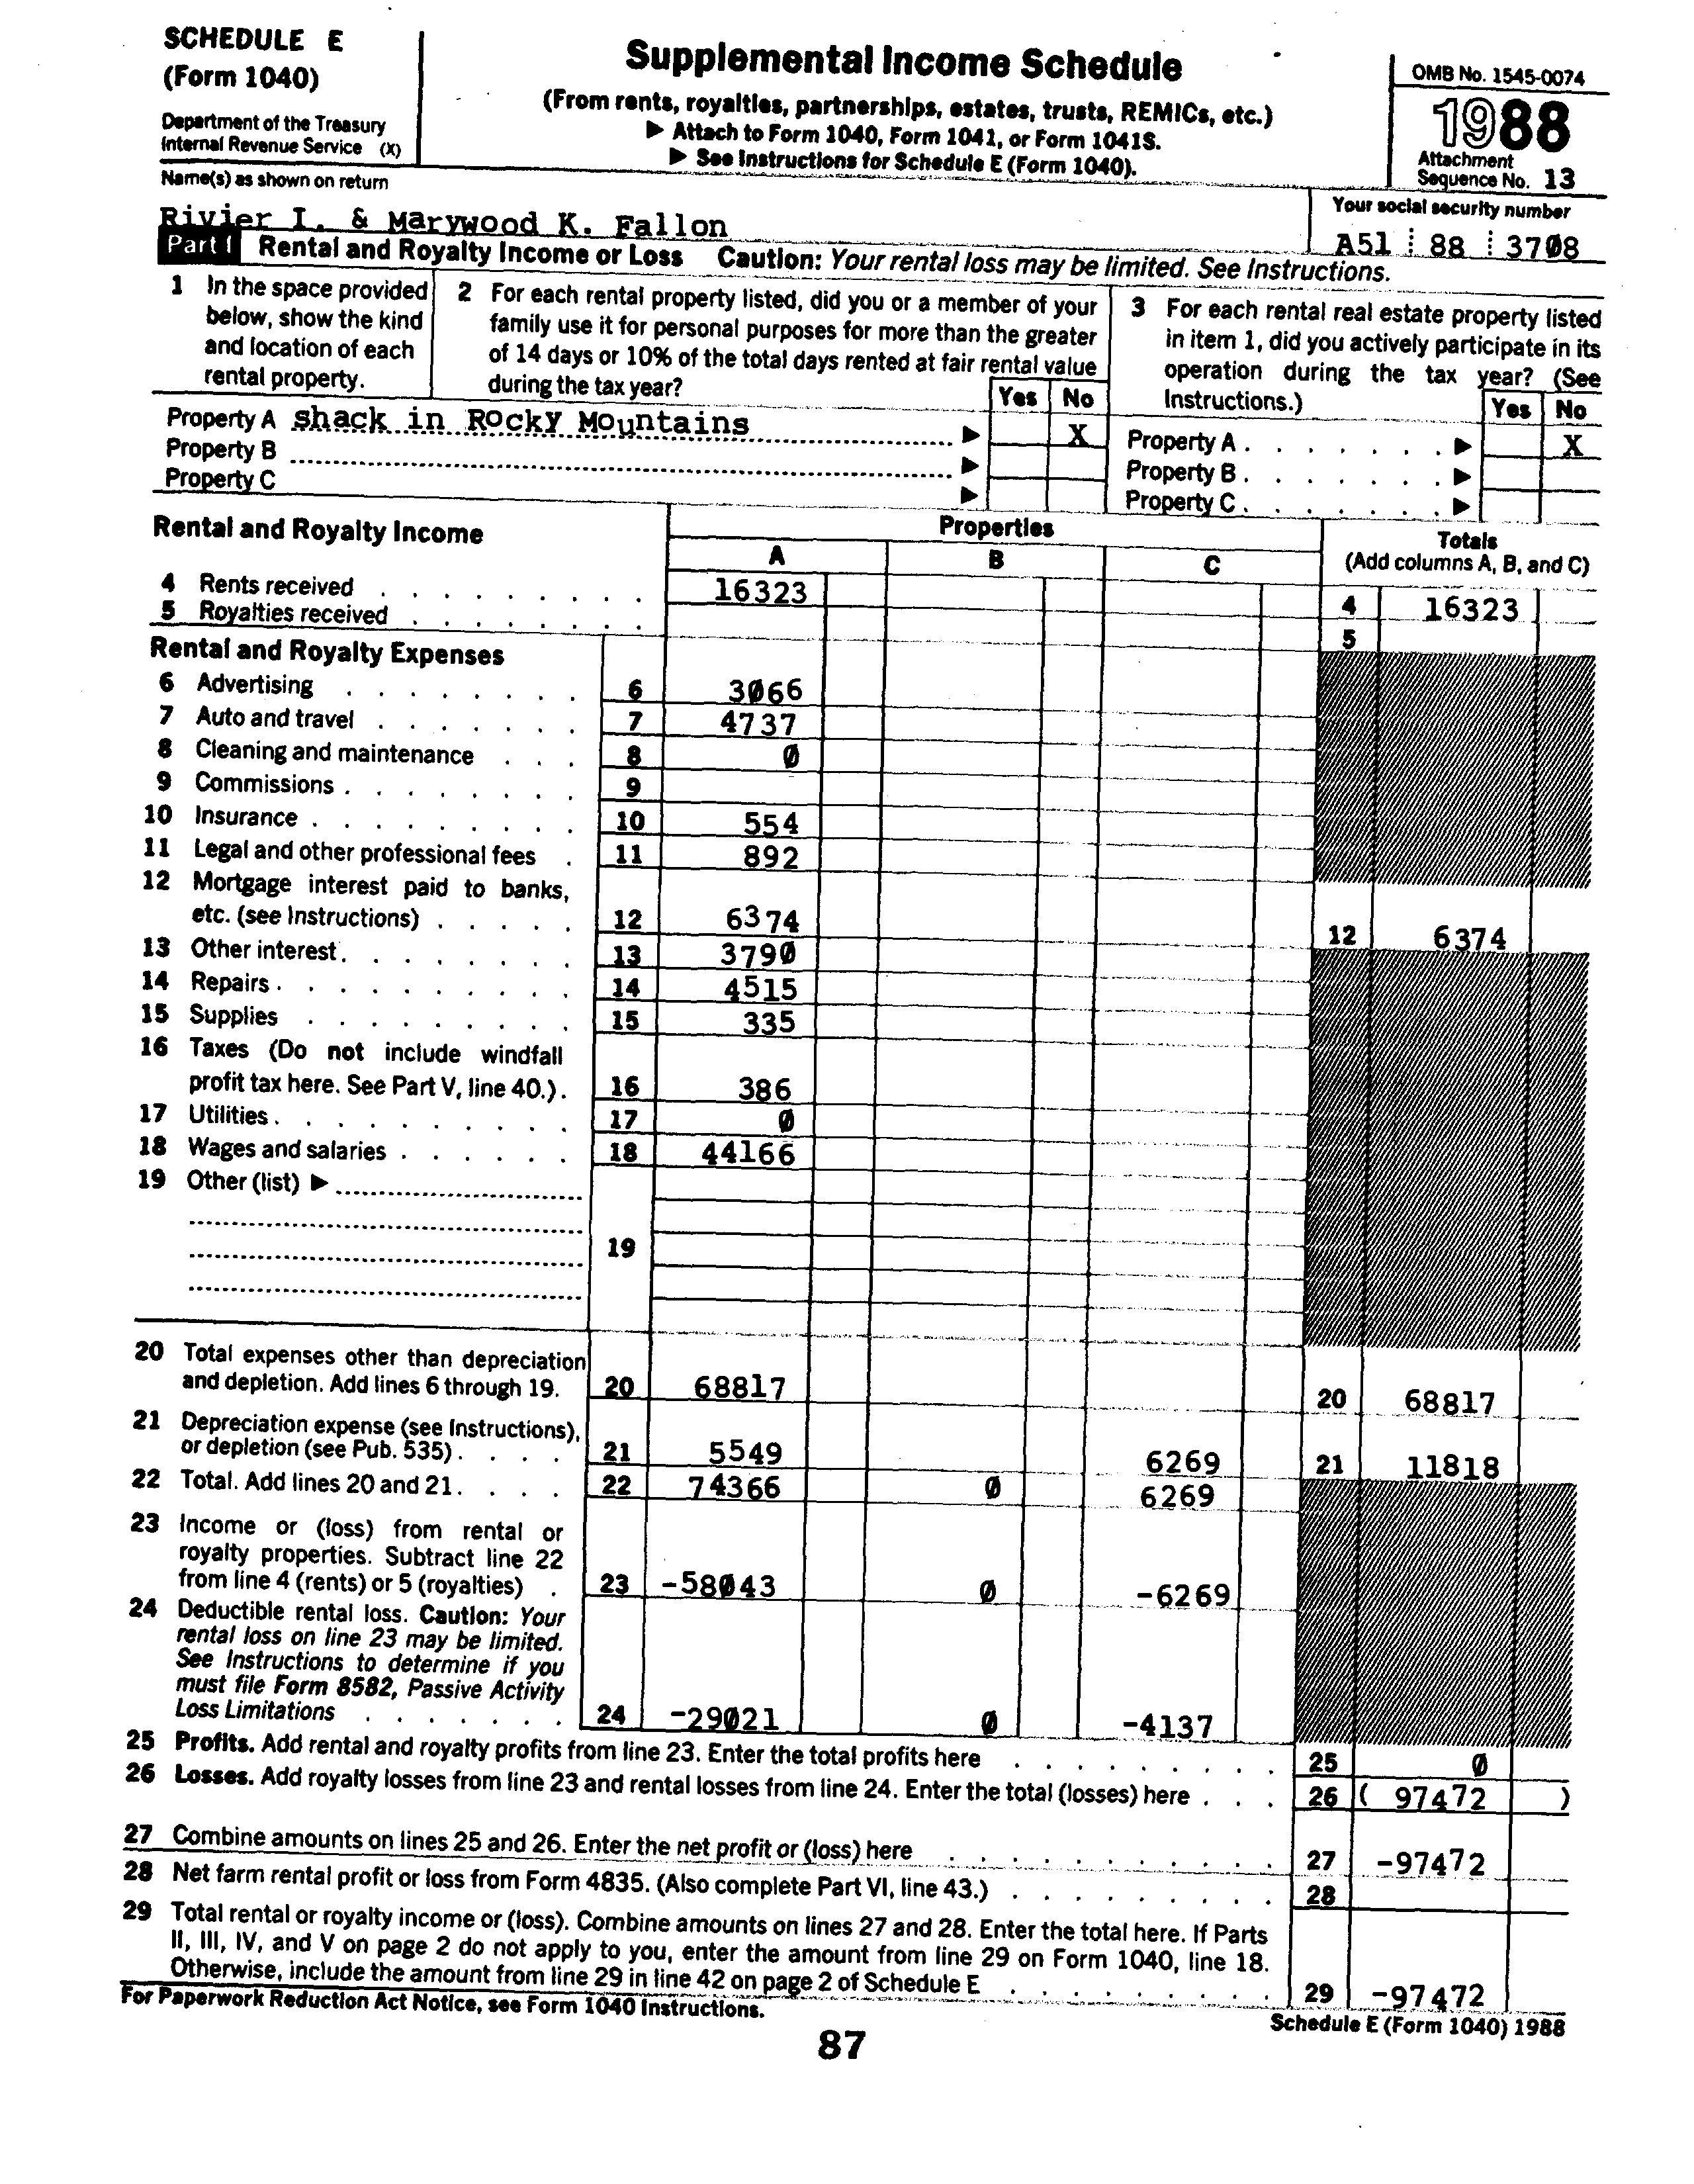 SCHEDULE E
(Form 1040)
Department of the Treasury
Internal Revenue Service (X)
Supplemental Income Schedule
(From rents, royalties, partnerships, estates, trusts, REMICs, etc.)
▶ Attach to Form 1040, Form 1041, or Form 1041S.
▶ See Instructions for Schedule E (Form 1040).
OMB No. 1545-0074
1988
Attachment
Sequence No. 13
Name(s) as shown on return
Rivier I. & Marywood K. Fallon
Your social security number
A51 88 3708
Part I Rental and Royalty Income or Loss Caution: Your rental loss may be limited. See Instructions.
1 In the space provided
below, show the kind
and location of each
rental property.
2 For each rental property listed, did you or a member of your
family use it for personal purposes for more than the greater
of 14 days or 10% of the total days rented at fair rental value
during the tax year?
Yes No
3 For each rental real estate property listed
in item 1, did you actively participate in its
operation during the tax year? (See
Instructions.)
Yes No
Property A shack in Rocky Mountains ▶ X Property A ▶ X
Property B ▶ Property B ▶
Property C ▶ Property C ▶
Rental and Royalty Income
Properties
A B C
Totals
(Add columns A, B, and C)
4 Rents received 16323 4 16323
5 Royalties received 5
Rental and Royalty Expenses
6 Advertising 6 3066
7 Auto and travel 7 4737
8 Cleaning and maintenance 8 0
9 Commissions 9
10 Insurance 10 554
11 Legal and other professional fees 11 892
12 Mortgage interest paid to banks,
etc. (see Instructions) 12 6374 12 6374
13 Other interest 13 3790
14 Repairs 14 4515
15 Supplies 15 335
16 Taxes (Do not include windfall
profit tax here. See Part V, line 40.) 16 386
17 Utilities 17 0
18 Wages and salaries 18 44166
19 Other (list) ▶
19
20 Total expenses other than depreciation
and depletion. Add lines 6 through 19. 20 68817 20 68817
21 Depreciation expense (see Instructions),
or depletion (see Pub. 535) 21 5549 6269 21 11818
22 Total. Add lines 20 and 21. 22 74366 0 6269
23 Income or (loss) from rental or
royalty properties. Subtract line 22
from line 4 (rents) or 5 (royalties) 23 -58043 0 -6269
24 Deductible rental loss. Caution: Your
rental loss on line 23 may be limited.
See Instructions to determine if you
must file Form 8582, Passive Activity
Loss Limitations 24 -29021 0 -4137
25 Profits. Add rental and royalty profits from line 23. Enter the total profits here 25 0
26 Losses. Add royalty losses from line 23 and rental losses from line 24. Enter the total (losses) here 26 ( 97472 )
27 Combine amounts on lines 25 and 26. Enter the net profit or (loss) here 27 -97472
28 Net farm rental profit or loss from Form 4835. (Also complete Part VI, line 43.) 28
29 Total rental or royalty income or (loss). Combine amounts on lines 27 and 28. Enter the total here. If Parts
II, III, IV, and V on page 2 do not apply to you, enter the amount from line 29 on Form 1040, line 18.
Otherwise, include the amount from line 29 in line 42 on page 2 of Schedule E 29 -97472
For Paperwork Reduction Act Notice, see Form 1040 Instructions.
Schedule E (Form 1040) 1988
87